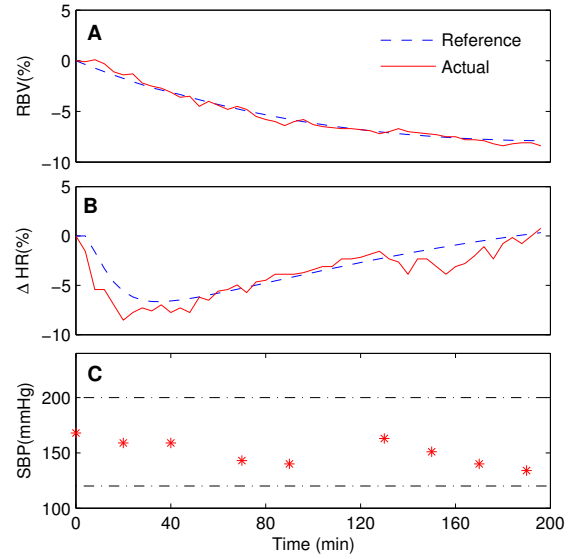 5
A
Reference
0
Actual
RBV(%)
−5
−10
5
B
0
Δ HR(%)
−5
−10
C
200
SBP(mmHg)
150
100
0 40 80 120 160 200
Time (min)